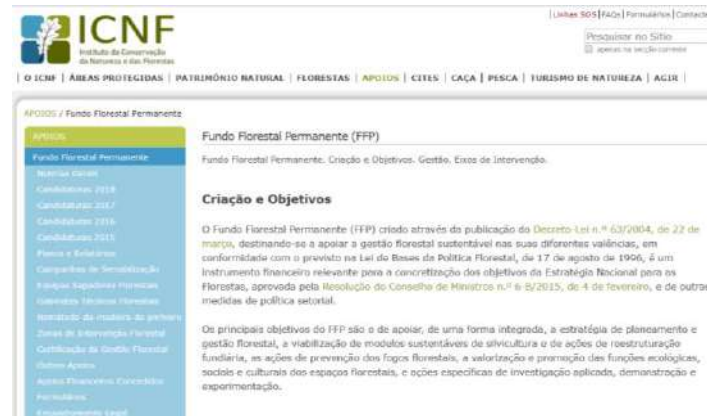 | Linhas SOS | FAQs | Formulários | Contacto
ICNF
Instituto da Conservação
da Natureza e das Florestas
Pesquisar no Sítio
apenas na secção corrente
| O ICNF | ÁREAS PROTEGIDAS | PATRIMÓNIO NATURAL | FLORESTAS | APOIOS | CITES | CAÇA | PESCA | TURISMO DE NATUREZA | AGIR |
APOIOS / Fundo Florestal Permanente
APOIOS
Fundo Florestal Permanente
Normas Gerais
Candidaturas 2018
Candidaturas 2017
Candidaturas 2016
Candidaturas 2015
Planos e Relatórios
Campanhas de Sensibilização
Equipas Sapadores Florestais
Gabinetes Técnicos Florestais
Nemátodo da madeira do pinheiro
Zonas de Intervenção Florestal
Certificação da Gestão Florestal
Outros Apoios
Apoios Financeiros Concedidos
Formulários
Enquadramento Legal
Fundo Florestal Permanente (FFP)
Fundo Florestal Permanente. Criação e Objetivos. Gestão. Eixos de Intervenção.
Criação e Objetivos
O Fundo Florestal Permanente (FFP) criado através da publicação do Decreto-Lei n.º 63/2004, de 22 de
março, destinando-se a apoiar a gestão florestal sustentável nas suas diferentes valências, em
conformidade com o previsto na Lei de Bases da Política Florestal, de 17 de agosto de 1996, é um
instrumento financeiro relevante para a concretização dos objetivos da Estratégia Nacional para as
Florestas, aprovada pela Resolução do Conselho de Ministros n.º 6-B/2015, de 4 de fevereiro, e de outras
medidas de política setorial.
Os principais objetivos do FFP são o de apoiar, de uma forma integrada, a estratégia de planeamento e
gestão florestal, a viabilização de modelos sustentáveis de silvicultura e de ações de reestruturação
fundiária, as ações de prevenção dos fogos florestais, a valorização e promoção das funções ecológicas,
sociais e culturais dos espaços florestais, e ações específicas de investigação aplicada, demonstração e
experimentação.